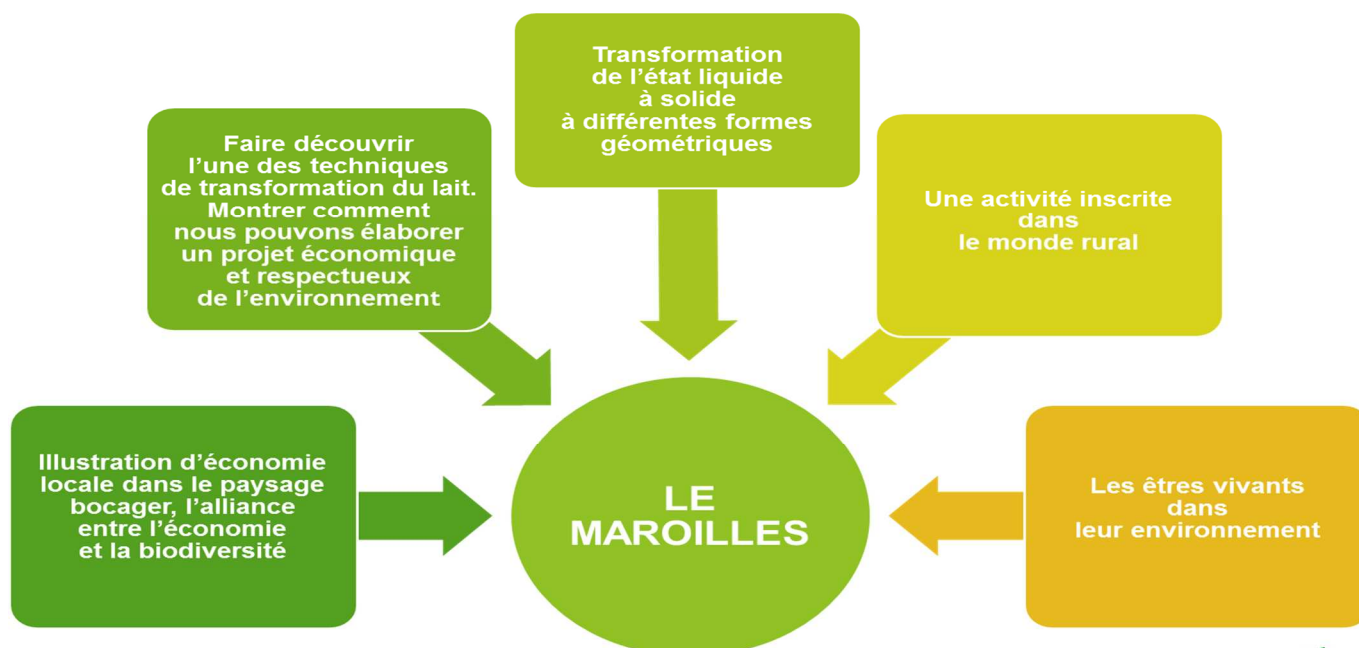 Transformation
de l’état liquide
à solide
à différentes formes
géométriques
Faire découvrir
l’une des techniques
de transformation du lait.
Montrer comment
nous pouvons élaborer
un projet économique
et respectueux
de l’environnement
Une activité inscrite
dans
le monde rural
Illustration d’économie
locale dans le paysage
bocager, l’alliance
entre l’économie
et la biodiversité
LE
MAROILLES
Les êtres vivants
dans
leur environnement